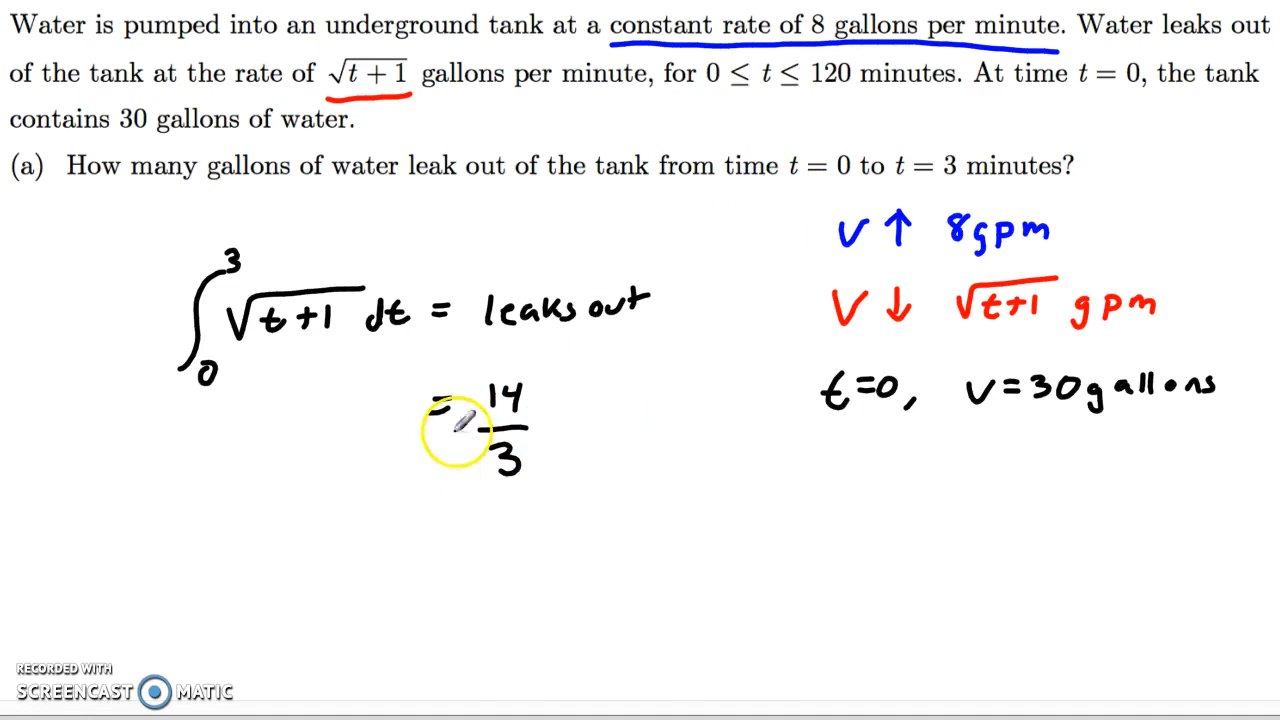 Water is pumped into an underground tank at a constant rate of 8 gallons per minute. Water leaks out
of the tank at the rate of √(t + 1) gallons per minute, for 0 ≤ t ≤ 120 minutes. At time t = 0, the tank
contains 30 gallons of water.
(a) How many gallons of water leak out of the tank from time t = 0 to t = 3 minutes?
V ↑ 8gpm
∫₀³ √(t+1) dt = leaks out
V ↓ √(t+1) gpm
t=0, V=30gallons
= 14/3
RECORDED WITH
SCREENCAST MATIC